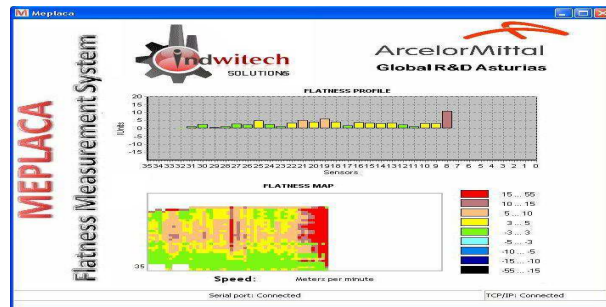 Meplaca
MEPLACA
Flatness Measurement System
indwitech
SOLUTIONS
ArcelorMittal
Global R&D Asturias
FLATNESS PROFILE
IUnits
20
15
10
5
0
-5
-10
-15
35 34 33 32 31 30 29 28 27 26 25 24 23 22 21 20 19 18 17 16 15 14 13 12 11 10 9 8 7 6 5 4 3 2 1 0
Sensors
FLATNESS MAP
35
15 ... 55
10 ... 15
5 ... 10
3 ... 5
-3 ... 3
-5 ... -3
-10 ... -5
-15 ... -10
-55 ... -15
Speed: Meters per minute
Serial port: Connected
TCP/IP: Connected